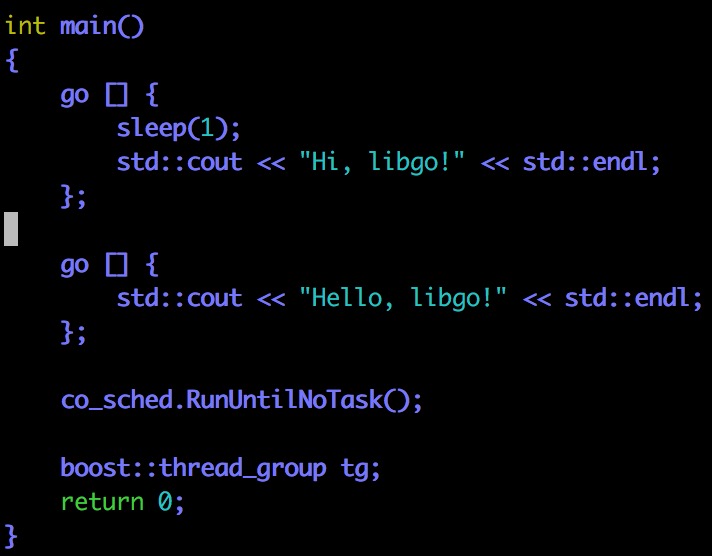 int main()
{
    go [] {
        sleep(1);
        std::cout << "Hi, libgo!" << std::endl;
    };

    go [] {
        std::cout << "Hello, libgo!" << std::endl;
    };

    co_sched.RunUntilNoTask();

    boost::thread_group tg;
    return 0;
}